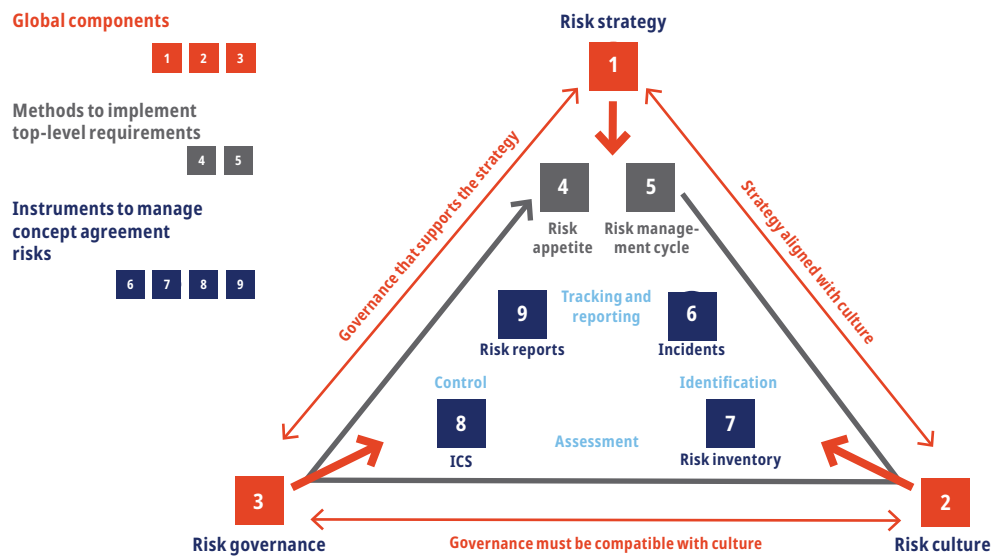 Global components
1 2 3
Methods to implement
top-level requirements
4 5
Instruments to manage
concept agreement
risks
6 7 8 9
Risk strategy
1
Governance that supports the strategy
Strategy aligned with culture
4 5
Risk
appetite
Risk manage-
ment cycle
Tracking and
reporting
9
Risk reports
6
Incidents
Control
Identification
8
ICS
Assessment
7
Risk inventory
3
Risk governance
Governance must be compatible with culture
2
Risk culture